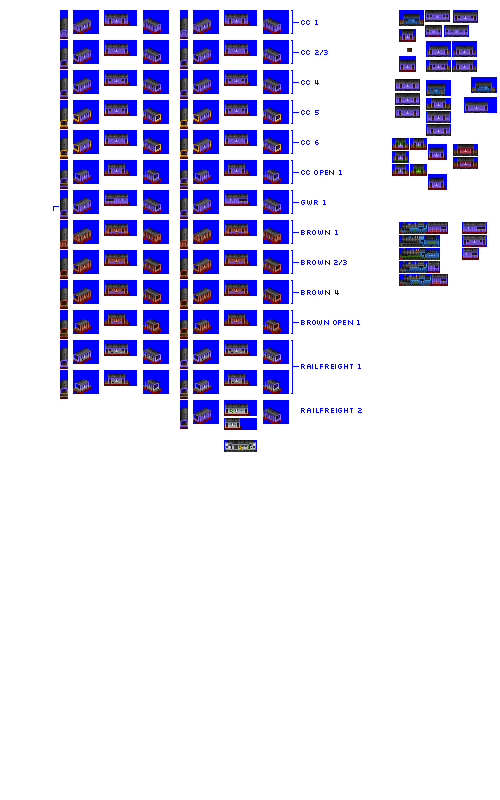 CC 1
CC 2/3
CC 4
CC 5
CC 6
CC OPEN 1
GWR 1
BROWN 1
BROWN 2/3
BROWN 4
BROWN OPEN 1
RAILFREIGHT 1
RAILFREIGHT 2